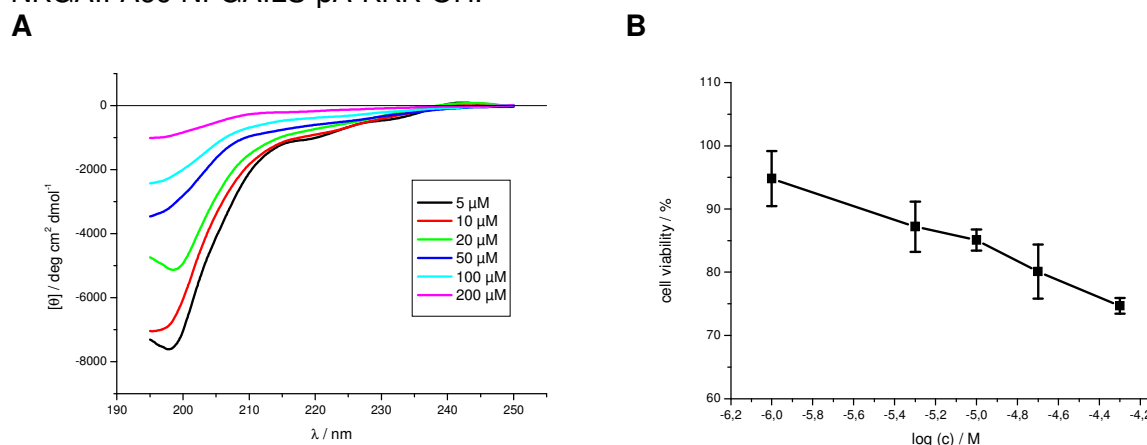 A
B
0
-2000
-4000
-6000
-8000
[θ] / deg cm² dmol⁻¹
190 200 210 220 230 240 250
λ / nm
5 µM
10 µM
20 µM
50 µM
100 µM
200 µM
110
100
90
80
70
60
cell viability / %
-6,2 -6,0 -5,8 -5,6 -5,4 -5,2 -5,0 -4,8 -4,6 -4,4 -4,2
log (c) / M